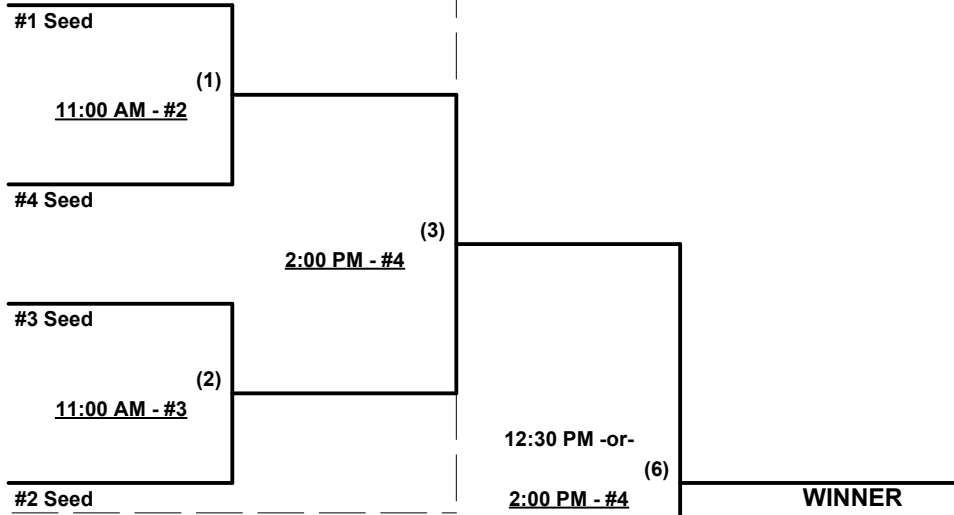 #1 Seed
(1)
11:00 AM - #2
#4 Seed
(3)
2:00 PM - #4
#3 Seed
(2)
11:00 AM - #3
12:30 PM -or-
(6)
2:00 PM - #4
#2 Seed
WINNER